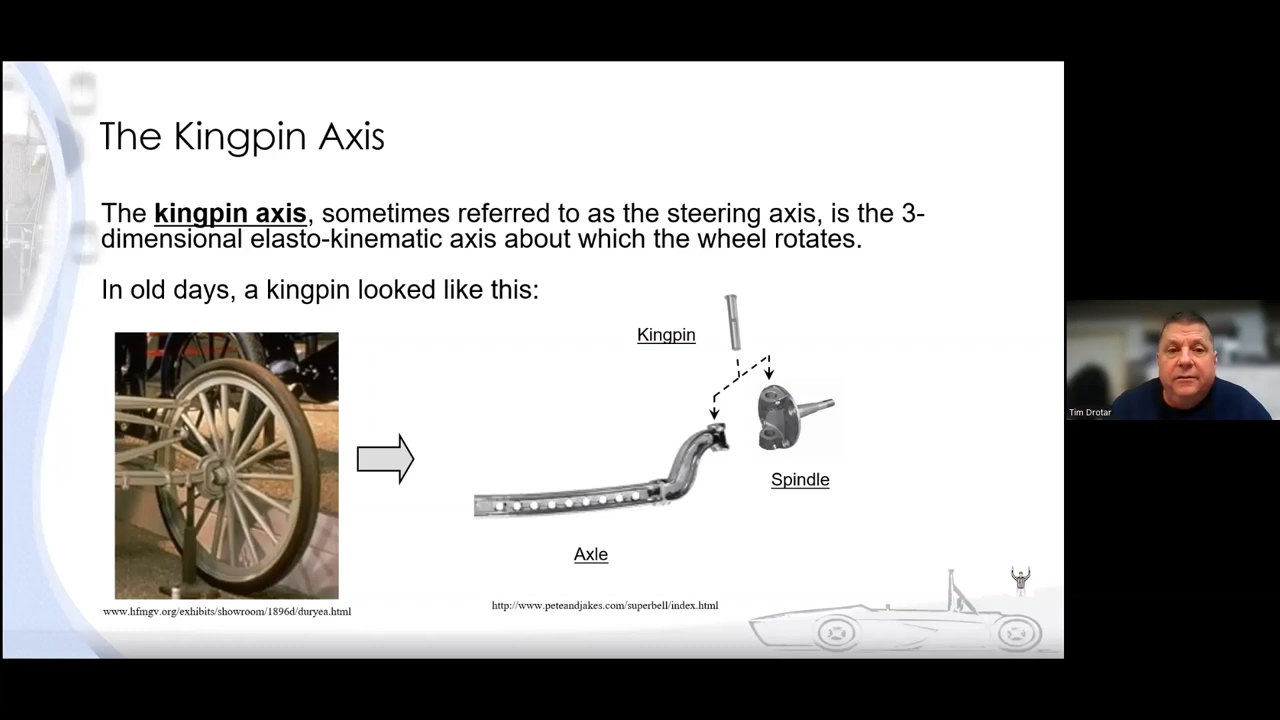 The Kingpin Axis
The kingpin axis, sometimes referred to as the steering axis, is the 3-
dimensional elasto-kinematic axis about which the wheel rotates.
In old days, a kingpin looked like this:
Kingpin
Spindle
Axle
www.hfmgv.org/exhibits/showroom/1896d/duryea.html
http://www.peteandjakes.com/superbell/index.html
Tim Drotar